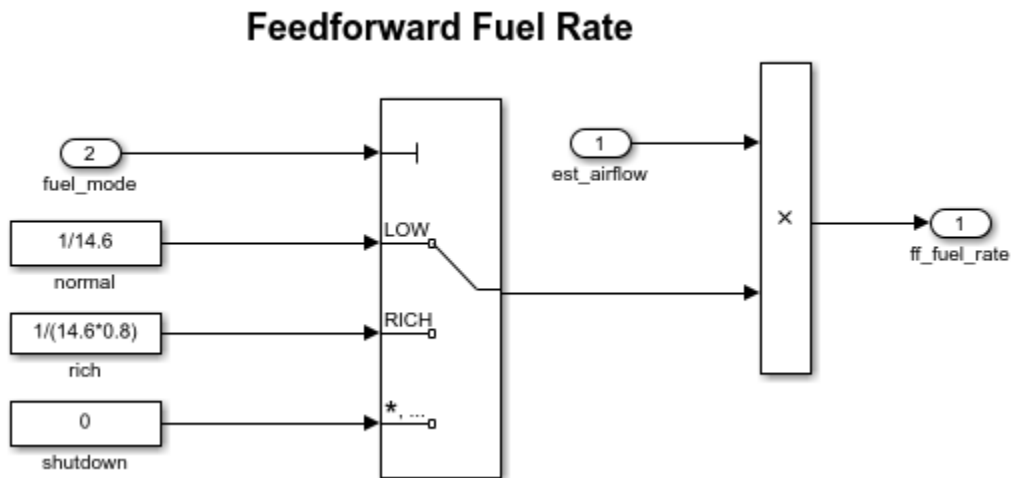 Feedforward Fuel Rate
2
fuel_mode
1/14.6
normal
1/(14.6*0.8)
rich
0
shutdown
LOW
RICH
*, ...
1
est_airflow
×
1
ff_fuel_rate